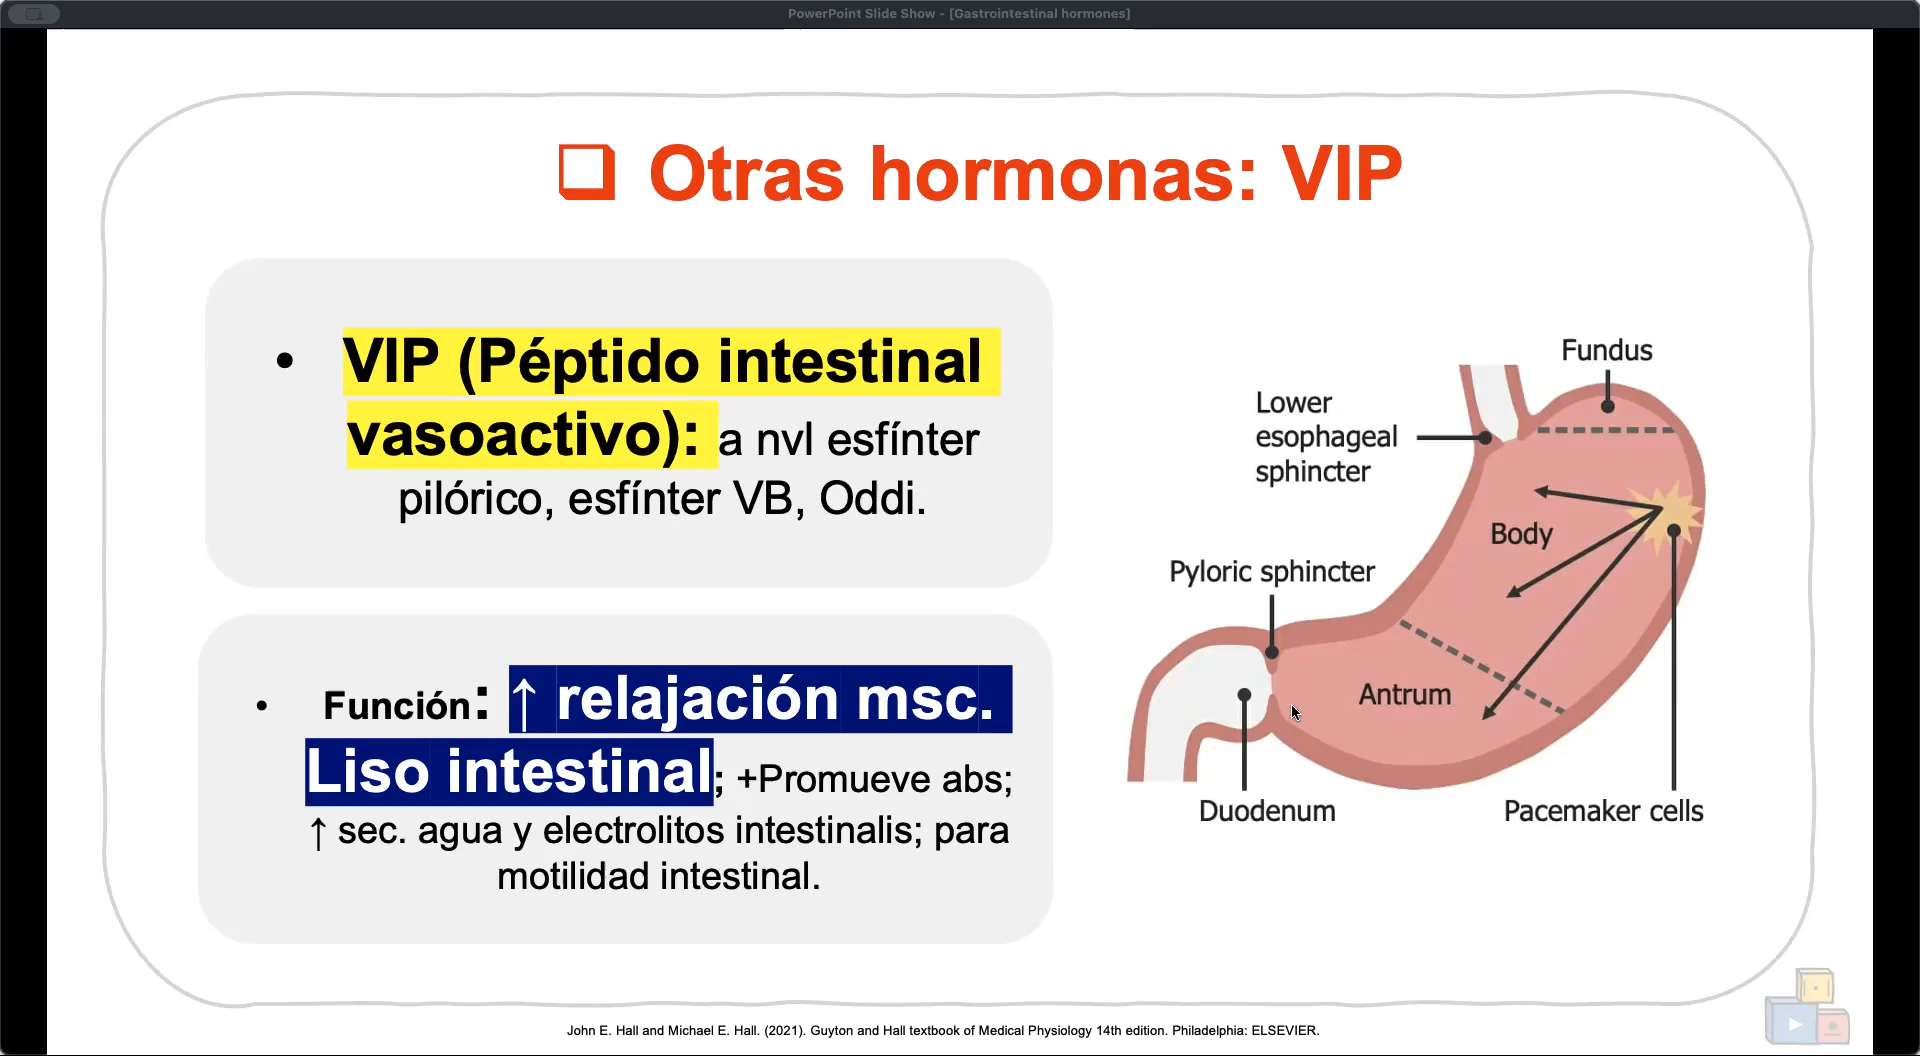 PowerPoint Slide Show - [Gastrointestinal hormones]
❑ Otras hormonas: VIP
• VIP (Péptido intestinal
vasoactivo): a nvl esfínter
pilórico, esfínter VB, Oddi.
• Función: ↑ relajación msc.
Liso intestinal; +Promueve abs;
↑ sec. agua y electrolitos intestinalis; para
motilidad intestinal.
Fundus
Lower
esophageal
sphincter
Body
Pyloric sphincter
Antrum
Duodenum
Pacemaker cells
John E. Hall and Michael E. Hall. (2021). Guyton and Hall textbook of Medical Physiology 14th edition. Philadelphia: ELSEVIER.